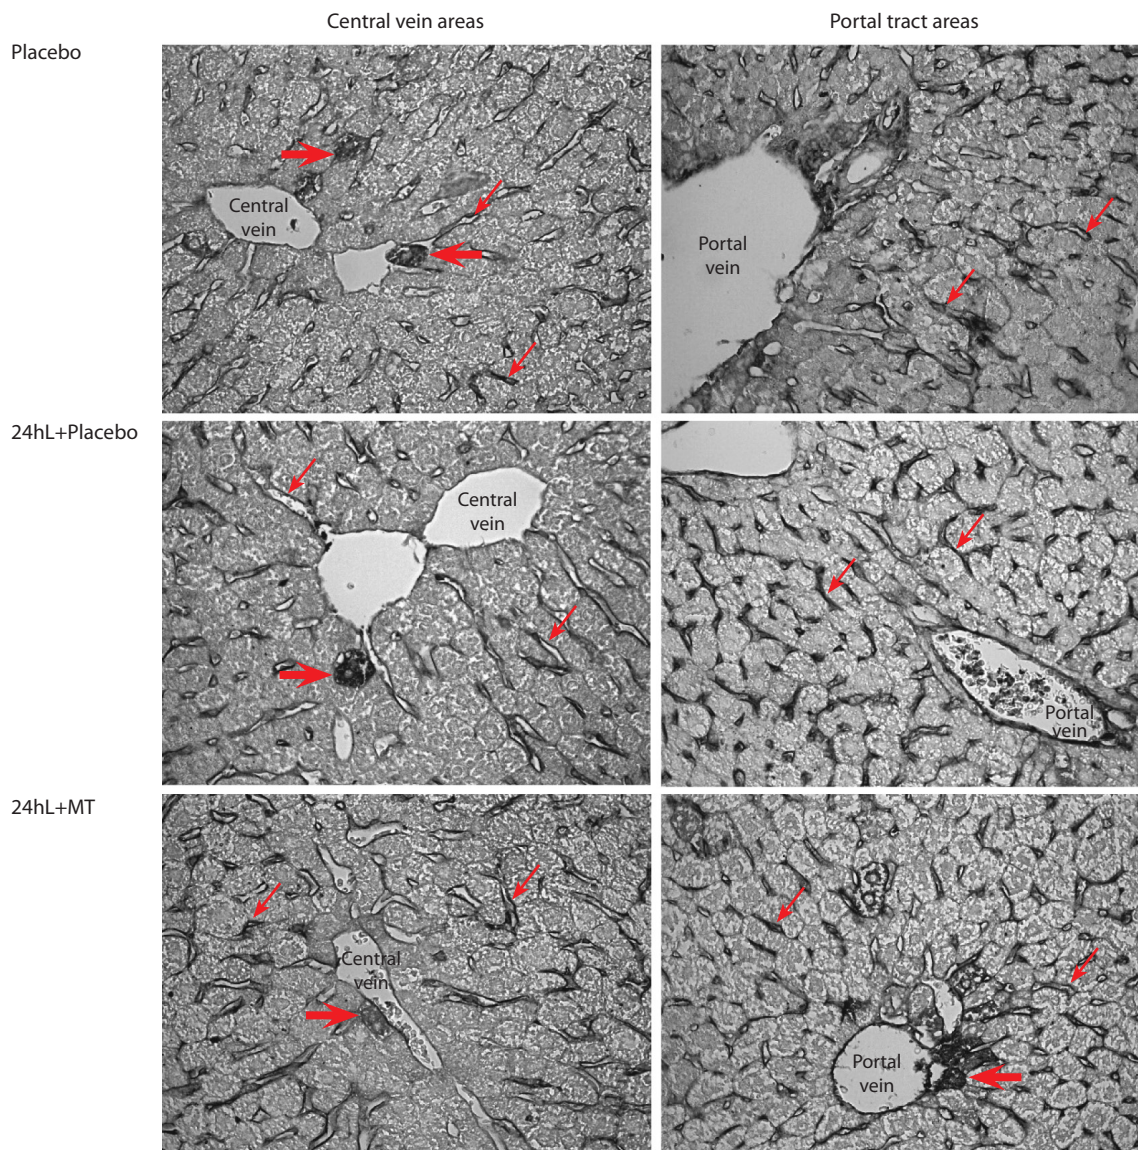 Central vein areas
Portal tract areas
Placebo
Central
vein
Portal
vein
24hL+Placebo
Central
vein
Portal
vein
24hL+MT
Central
vein
Portal
vein